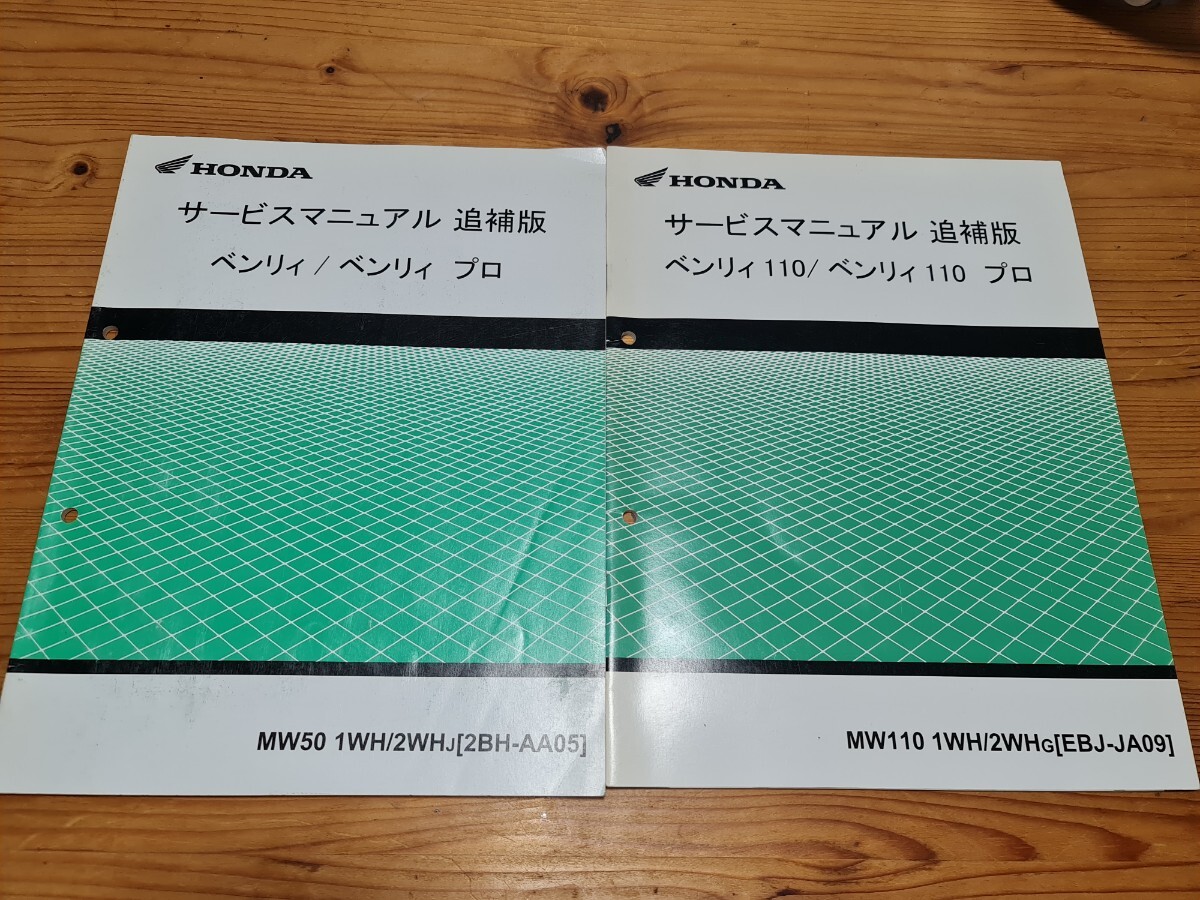 HONDA
サービスマニュアル 追補版
ベンリィ / ベンリィ プロ
MW50 1WH/2WHJ[2BH-AA05]
HONDA
サービスマニュアル 追補版
ベンリィ110/ ベンリィ110 プロ
MW110 1WH/2WHG[EBJ-JA09]